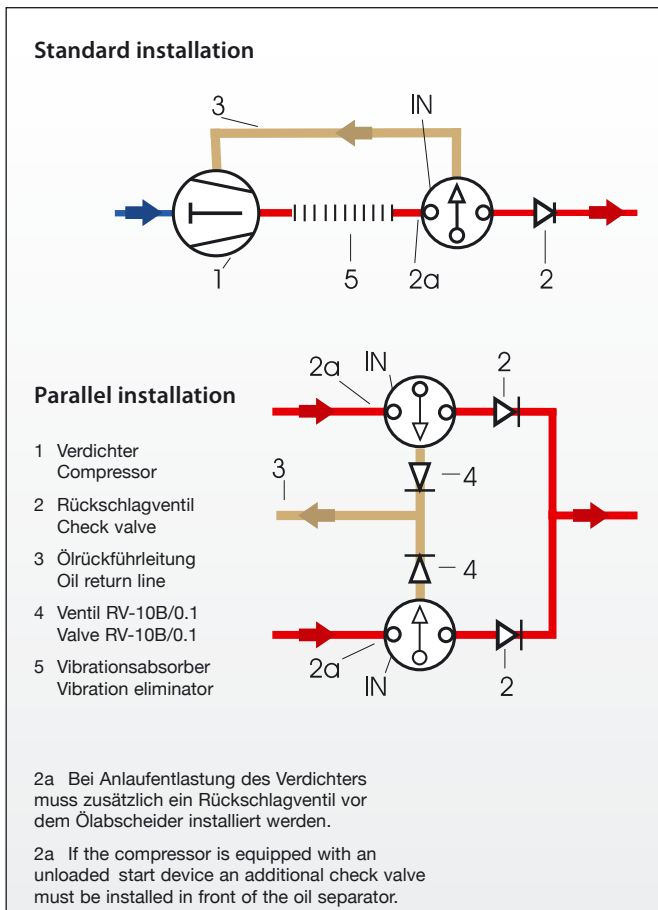 Standard installation
3
IN
1
5
2a
2
Parallel installation
2a
IN
2
3
4
4
2a
IN
2
1 Verdichter
Compressor
2 Rückschlagventil
Check valve
3 Ölrückführleitung
Oil return line
4 Ventil RV-10B/0.1
Valve RV-10B/0.1
5 Vibrationsabsorber
Vibration eliminator
2a Bei Anlaufentlastung des Verdichters
muss zusätzlich ein Rückschlagventil vor
dem Ölabscheider installiert werden.
2a If the compressor is equipped with an
unloaded start device an additional check valve
must be installed in front of the oil separator.